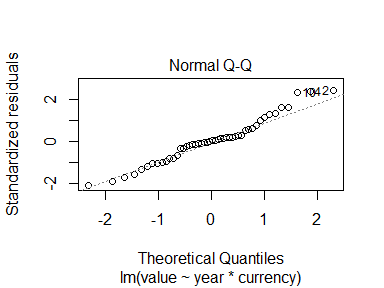 Normal Q-Q
Standardized residuals
2
0
-2
-2
-1
0
1
2
Theoretical Quantiles
lm(value ~ year * currency)